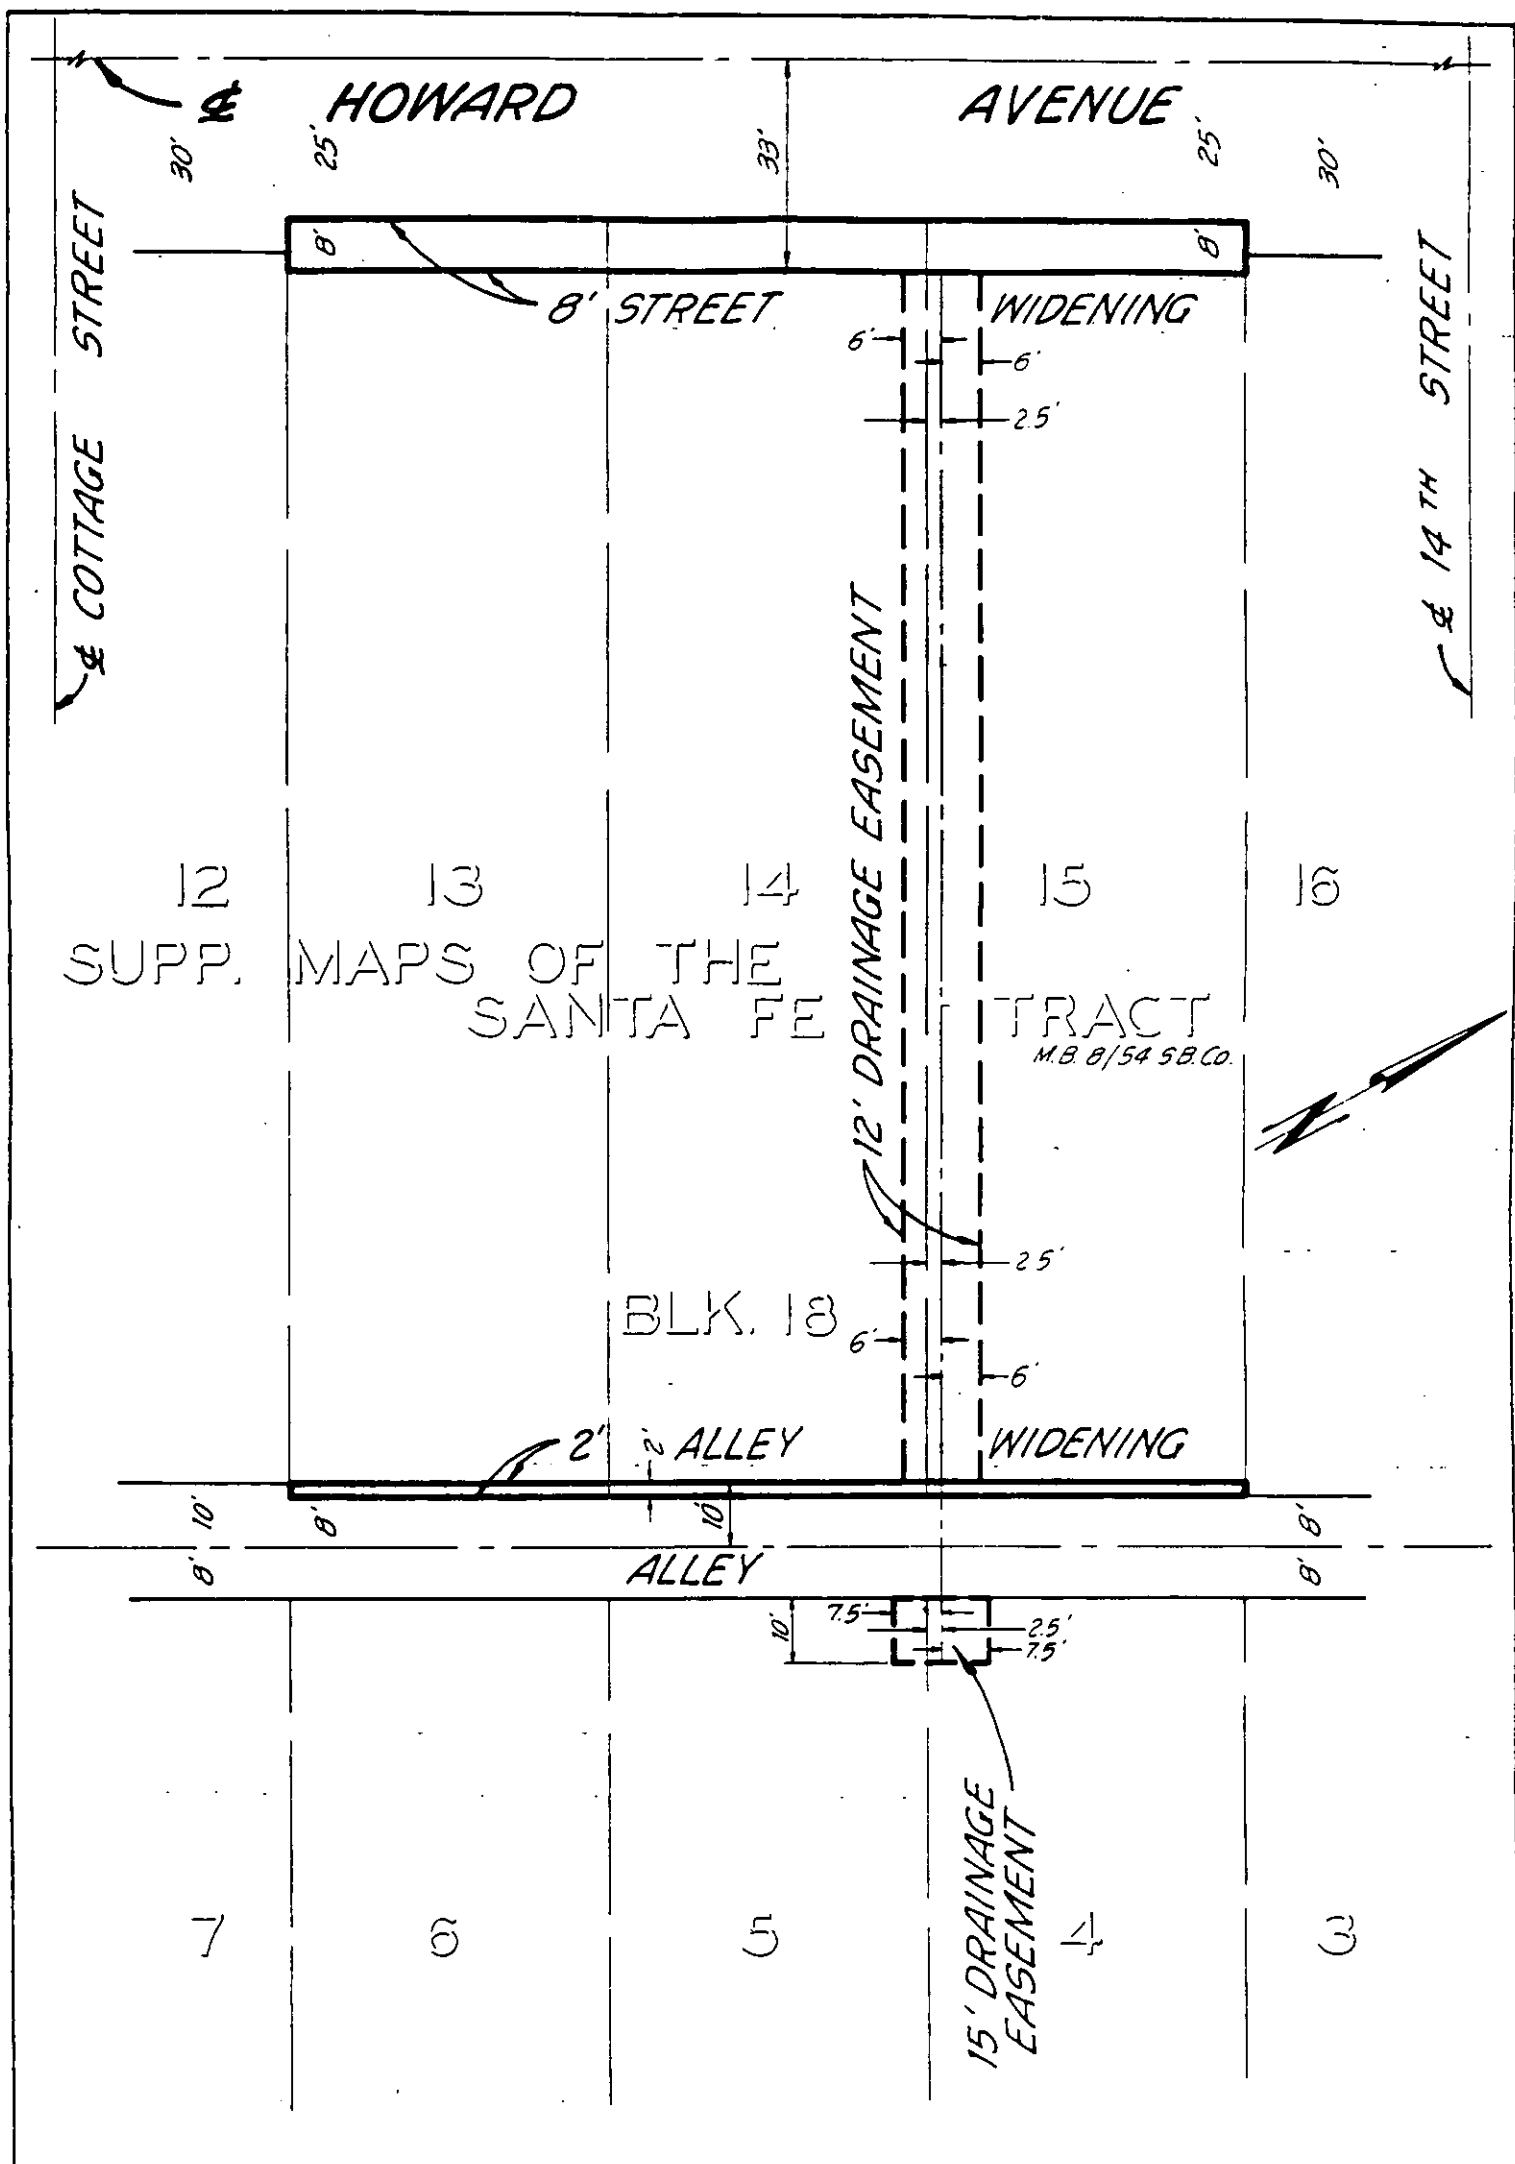 ℄ HOWARD AVENUE
30' 25' 33' 25' 30'
℄ COTTAGE STREET
℄ 14TH STREET
8' 8'
8' STREET WIDENING
6' 6'
2.5'
12' DRAINAGE EASEMENT
12 13 14 15 16
SUPP. MAPS OF THE
SANTA FE TRACT
M.B. 8/54 S.B.Co.
N
2.5'
BLK. 18
6' 6'
2' 2' ALLEY WIDENING
10' 8' 10' 8'
8' ALLEY 8'
10' 7.5' 2.5'
7.5'
15' DRAINAGE
EASEMENT
7 6 5 4 3